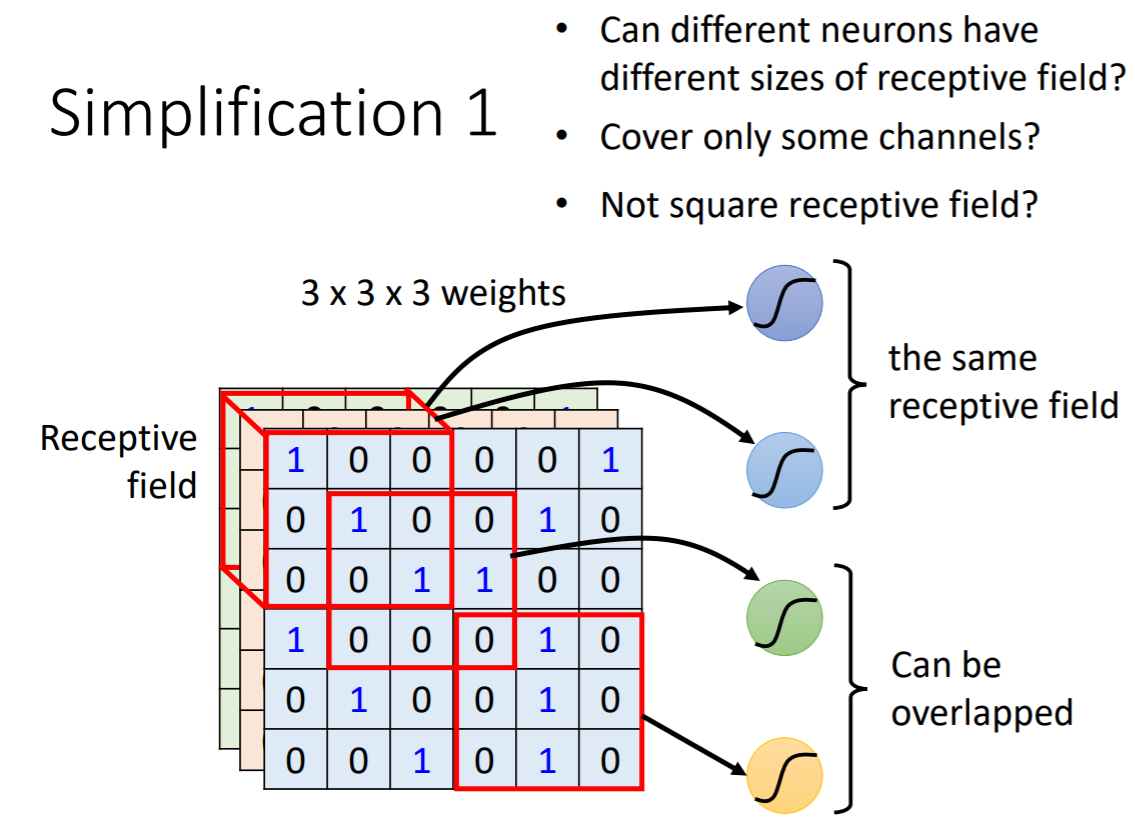 Simplification 1
• Can different neurons have
different sizes of receptive field?
• Cover only some channels?
• Not square receptive field?
3 x 3 x 3 weights
the same
receptive field
Receptive
field
1 0 0 0 0 1
0 1 0 0 1 0
0 0 1 1 0 0
1 0 0 0 1 0
0 1 0 0 1 0
0 0 1 0 1 0
Can be
overlapped